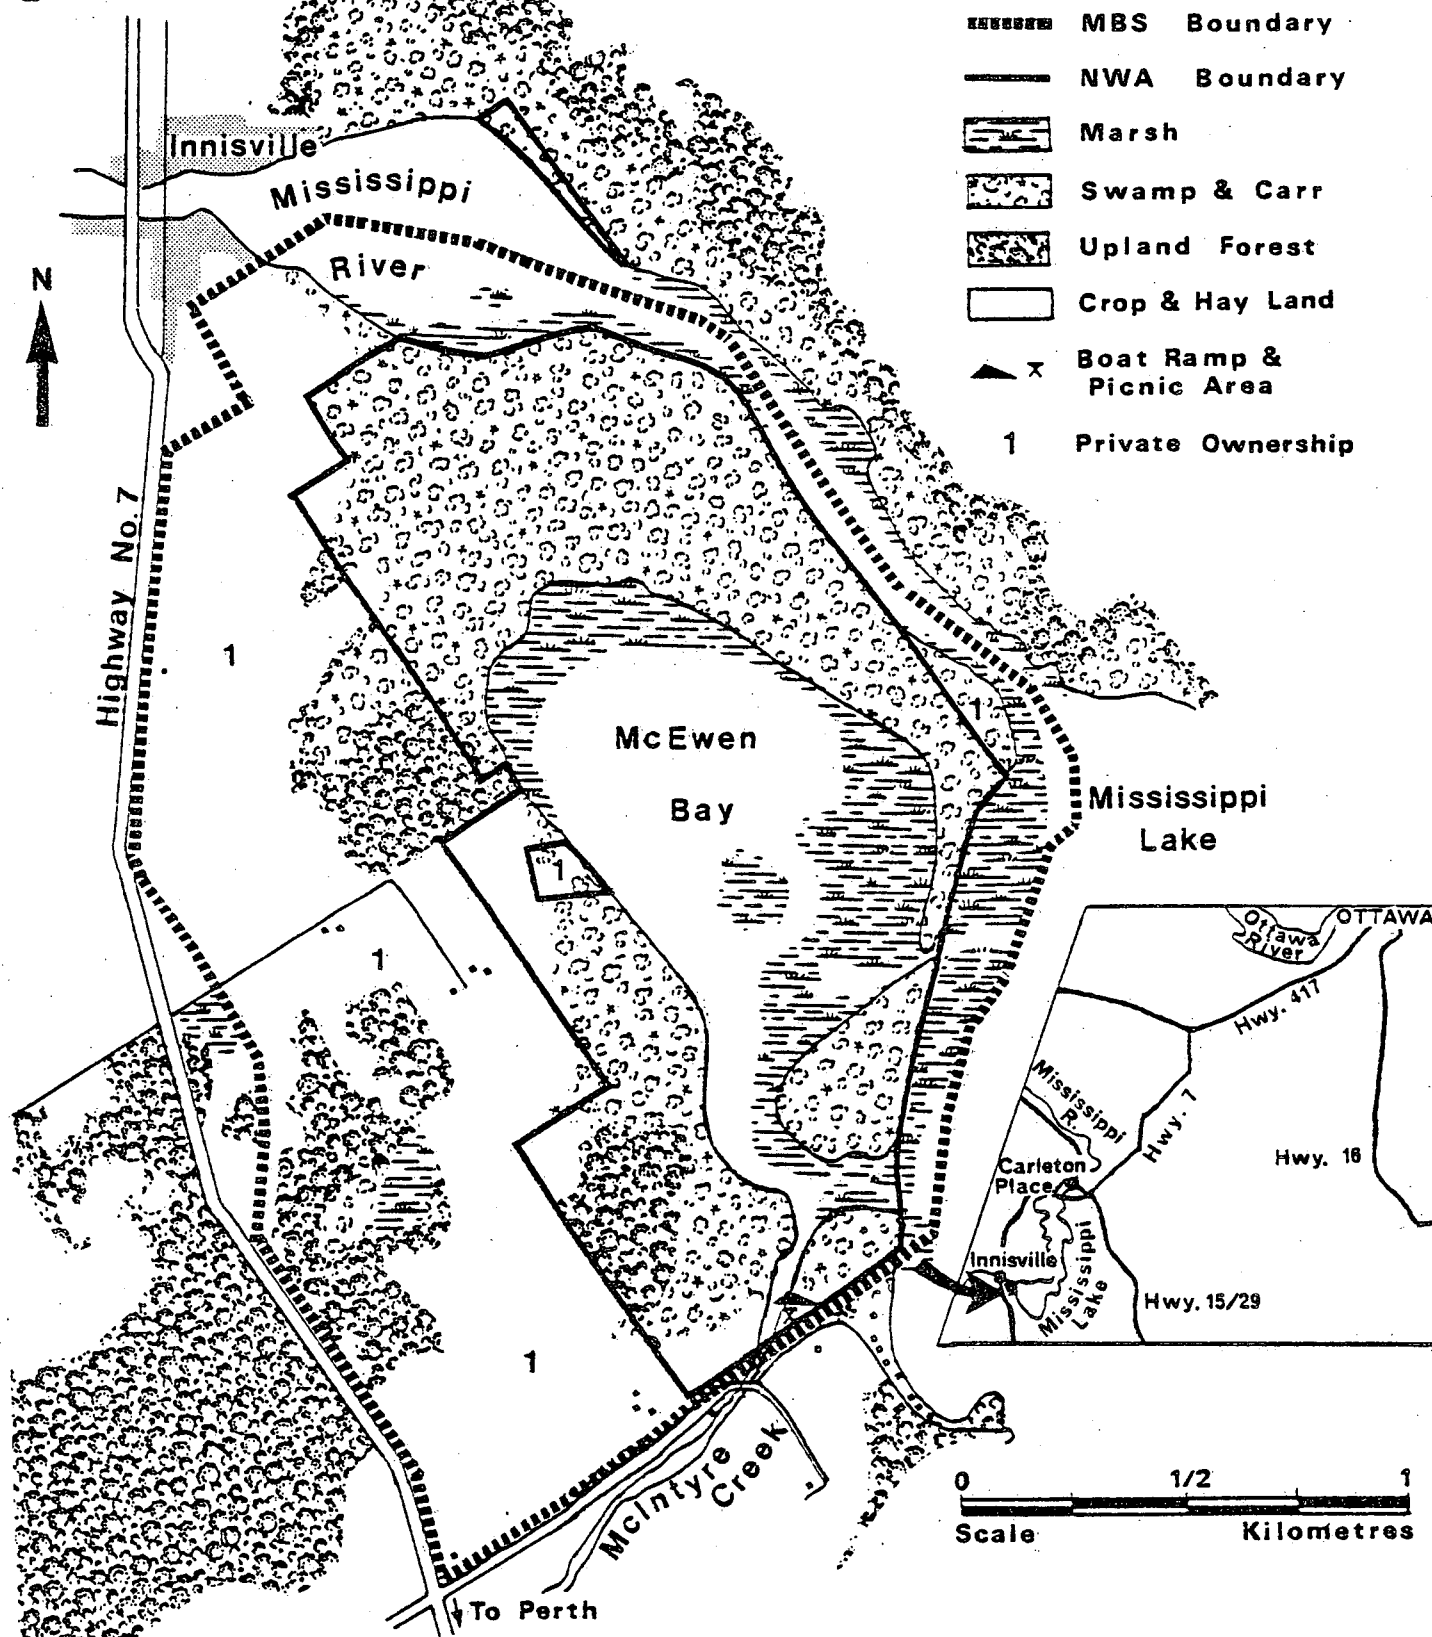 MBS Boundary
NWA Boundary
Marsh
Swamp & Carr
Upland Forest
Crop & Hay Land
Boat Ramp &
Picnic Area
1 Private Ownership
Innisville
Mississippi
River
N
Highway No. 7
1
McEwen
Bay
1
Mississippi
Lake
1
1
1
McIntyre
Creek
To Perth
Ottawa
River
OTTAWA
Hwy. 417
Mississippi
R.
Hwy. 7
Hwy. 16
Carleton
Place
Innisville
Mississippi
Lake
Hwy. 15/29
0 1/2 1
Scale Kilometres